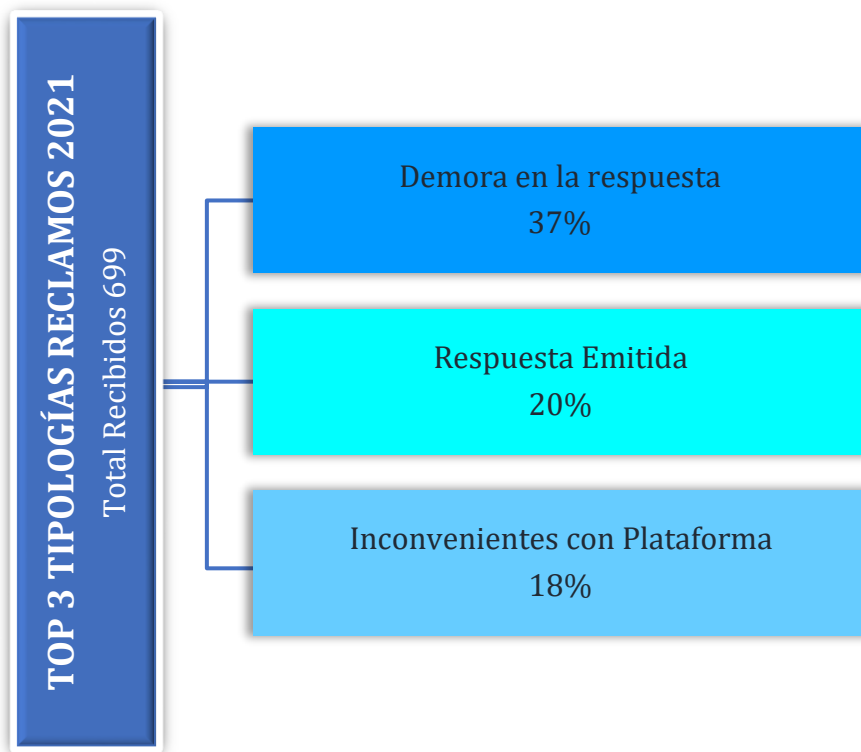 TOP 3 TIPOLOGÍAS RECLAMOS 2021
Total Recibidos 699
Demora en la respuesta
37%
Respuesta Emitida
20%
Inconvenientes con Plataforma
18%